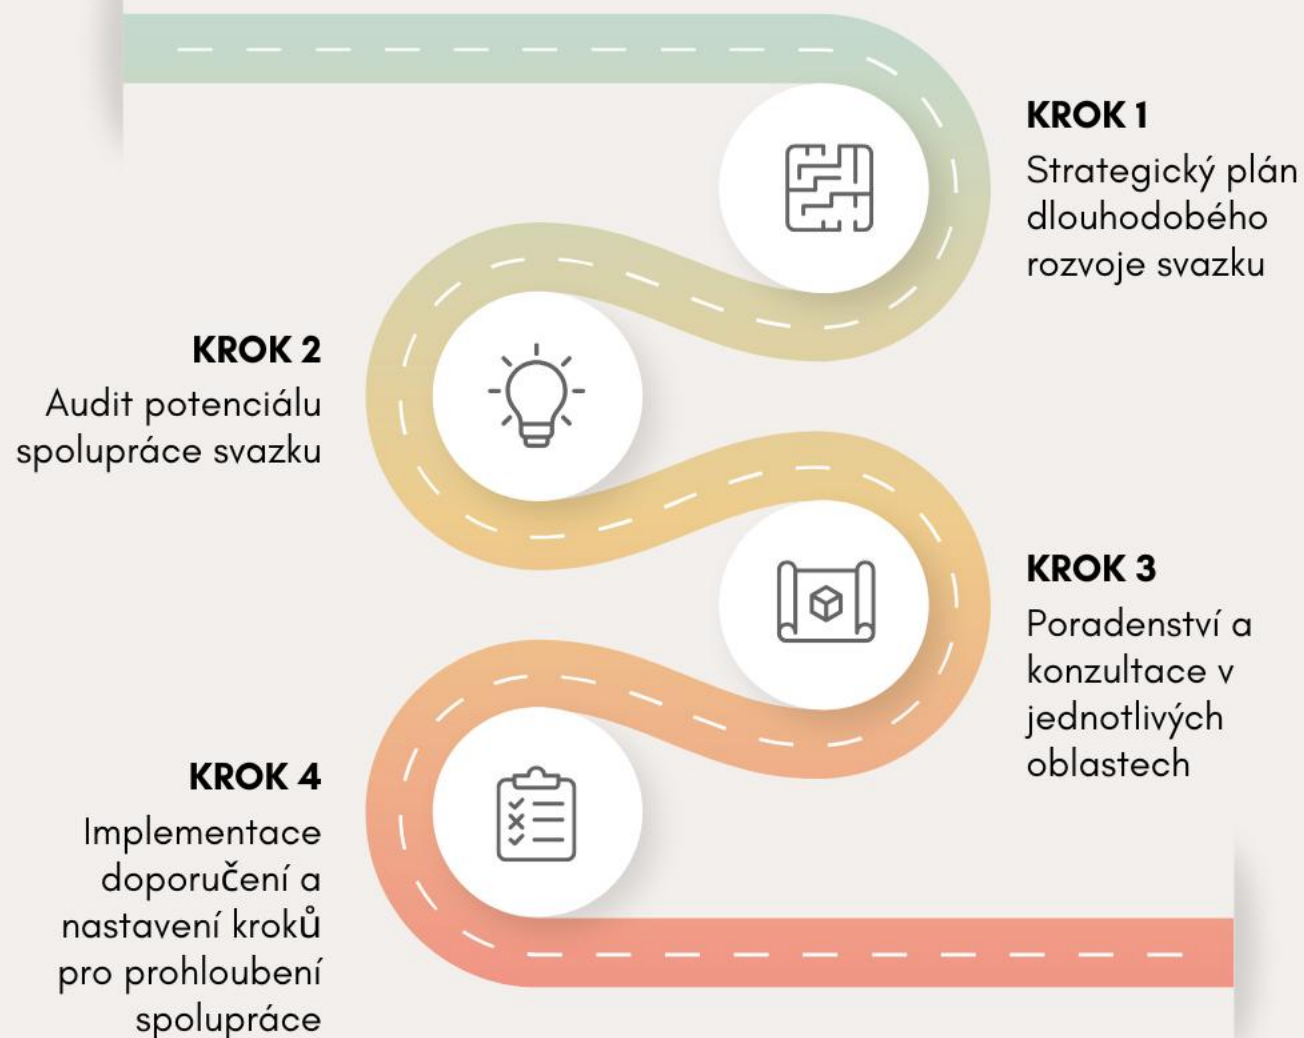 KROK 1
Strategický plán
dlouhodobého
rozvoje svazku
KROK 2
Audit potenciálu
spolupráce svazku
KROK 3
Poradenství a
konzultace v
jednotlivých
oblastech
KROK 4
Implementace
doporučení a
nastavení kroků
pro prohloubení
spolupráce